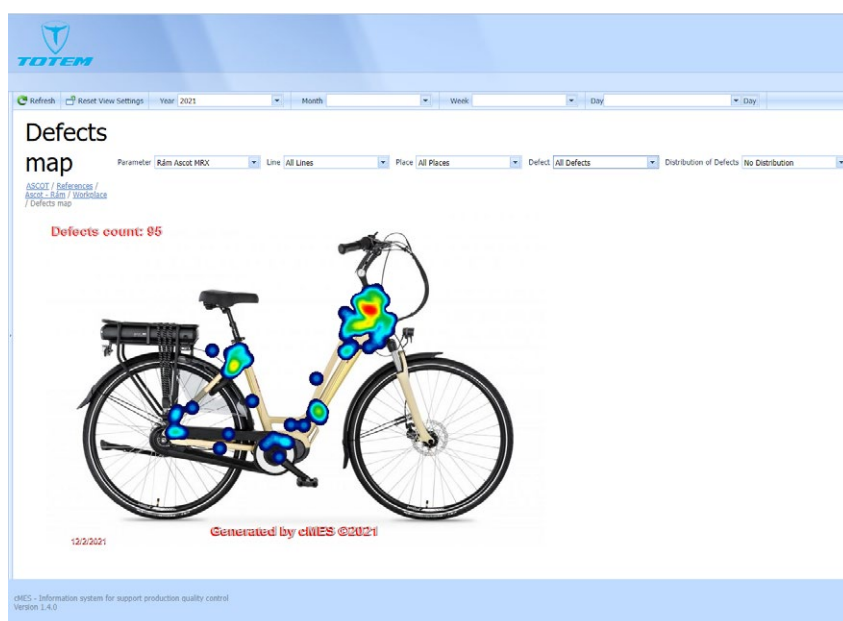 TOTEM
Refresh Reset View Settings Year 2021 Month Week Day Day
Defects
map
Parameter Rám Ascot MRX Line All Lines Place All Places Defect All Defects Distribution of Defects No Distribution
ASCOT / References /
Ascot - Rám / Workplace
/ Defects map
Defects count: 95
Generated by cMES ©2021
12/2/2021
cMES - Information system for support production quality control
Version 1.4.0